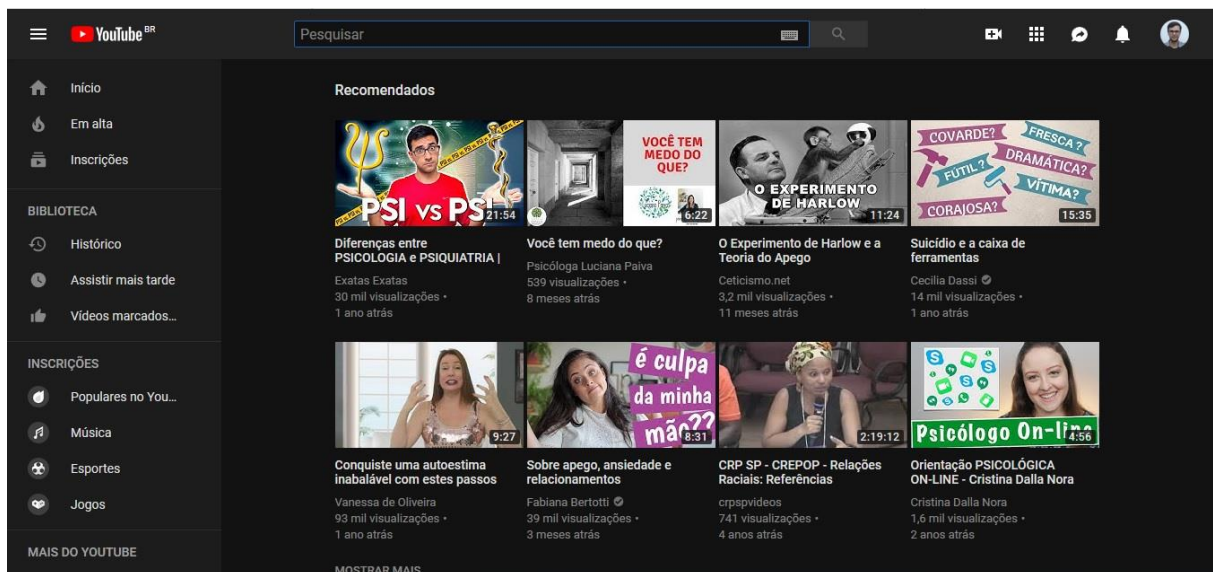 YouTube BR
Pesquisar
Início
Em alta
Inscrições
BIBLIOTECA
Histórico
Assistir mais tarde
Vídeos marcados...
INSCRIÇÕES
Populares no You...
Música
Esportes
Jogos
MAIS DO YOUTUBE
Recomendados
PSI vs PSI
21:54
Diferenças entre
PSICOLOGIA e PSIQUIATRIA |
Exatas Exatas
30 mil visualizações •
1 ano atrás
VOCÊ TEM
MEDO DO
QUE?
6:22
Você tem medo do que?
Psicóloga Luciana Paiva
539 visualizações •
8 meses atrás
O EXPERIMENTO
DE HARLOW
11:24
O Experimento de Harlow e a
Teoria do Apego
Ceticismo.net
3,2 mil visualizações •
11 meses atrás
COVARDE?
FRESCA?
FÚTIL?
DRAMÁTICA?
VÍTIMA?
CORAJOSA?
15:35
Suicídio e a caixa de
ferramentas
Cecilia Dassi
14 mil visualizações •
1 ano atrás
9:27
Conquiste uma autoestima
inabalável com estes passos
Vanessa de Oliveira
93 mil visualizações •
1 ano atrás
é culpa
da minha
mão??
8:31
Sobre apego, ansiedade e
relacionamentos
Fabiana Bertotti
39 mil visualizações •
3 meses atrás
2:19:12
CRP SP - CREPOP - Relações
Raciais: Referências
crpspvideos
741 visualizações •
4 anos atrás
Psicólogo On-line
4:56
Orientação PSICOLÓGICA
ON-LINE - Cristina Dalla Nora
Cristina Dalla Nora
1,6 mil visualizações •
2 anos atrás
MOSTRAR MAIS